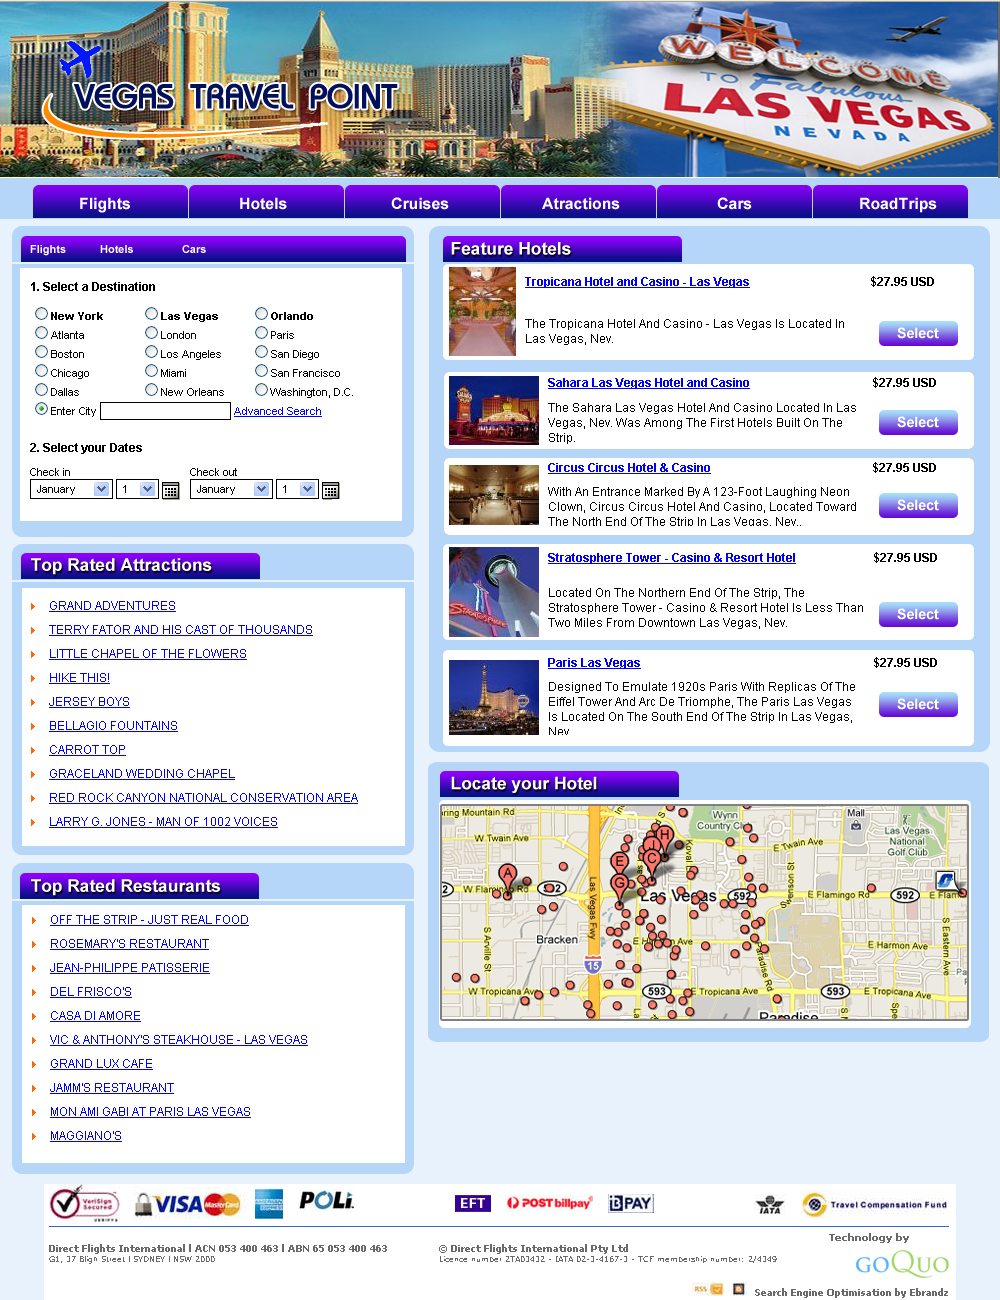 VEGAS TRAVEL POINT
WELCOME
TO Fabulous
LAS VEGAS
NEVADA
Flights Hotels Cruises Atractions Cars RoadTrips
Flights Hotels Cars
1. Select a Destination
New York Las Vegas Orlando
Atlanta London Paris
Boston Los Angeles San Diego
Chicago Miami San Francisco
Dallas New Orleans Washington, D.C.
Enter City Advanced Search
2. Select your Dates
Check in Check out
January 1 January 1
Top Rated Attractions
GRAND ADVENTURES
TERRY FATOR AND HIS CAST OF THOUSANDS
LITTLE CHAPEL OF THE FLOWERS
HIKE THIS!
JERSEY BOYS
BELLAGIO FOUNTAINS
CARROT TOP
GRACELAND WEDDING CHAPEL
RED ROCK CANYON NATIONAL CONSERVATION AREA
LARRY G. JONES - MAN OF 1002 VOICES
Top Rated Restaurants
OFF THE STRIP - JUST REAL FOOD
ROSEMARY'S RESTAURANT
JEAN-PHILIPPE PATISSERIE
DEL FRISCO'S
CASA DI AMORE
VIC & ANTHONY'S STEAKHOUSE - LAS VEGAS
GRAND LUX CAFE
JAMM'S RESTAURANT
MON AMI GABI AT PARIS LAS VEGAS
MAGGIANO'S
Feature Hotels
Tropicana Hotel and Casino - Las Vegas
$27.95 USD
The Tropicana Hotel And Casino - Las Vegas Is Located In
Las Vegas, Nev.
Select
Sahara Las Vegas Hotel and Casino
$27.95 USD
The Sahara Las Vegas Hotel And Casino Located In Las
Vegas, Nev. Was Among The First Hotels Built On The
Strip.
Select
Circus Circus Hotel & Casino
$27.95 USD
With An Entrance Marked By A 123-Foot Laughing Neon
Clown, Circus Circus Hotel And Casino, Located Toward
The North End Of The Strip In Las Vegas, Nev..
Select
Stratosphere Tower - Casino & Resort Hotel
$27.95 USD
Located On The Northern End Of The Strip, The
Stratosphere Tower - Casino & Resort Hotel Is Less Than
Two Miles From Downtown Las Vegas, Nev.
Select
Paris Las Vegas
$27.95 USD
Designed To Emulate 1920s Paris With Replicas Of The
Eiffel Tower And Arc De Triomphe, The Paris Las Vegas
Is Located On The South End Of The Strip In Las Vegas,
Nev
Select
Locate your Hotel
ring Mountain Rd
Wynn
Country Cl
Mall
Las Vegas
National
Golf Club
W Twain Ave
E Twain Ave
Koval
H
J
E
C
A
G
W Flamingo Rd
592
Las Vegas
592
E Flamingo Rd
592
E Flam
Las Vegas Fwy
Swenson St
S Arville St
Bracken
E Harmon Ave
E Harmon Ave
S Eastern Ave
15
Paradise Rd
W Tropicana Ave
593
E Tropicana Ave
593
E Tropicana Ave
Spe
Pa
Paradise
VeriSign
Secured
VERIFY
VISA
MasterCard
AMERICAN
EXPRESS
POLi.
EFT
POST billpay
BPAY
IATA
Travel Compensation Fund
Direct Flights International | ACN 053 400 463 | ABN 65 053 400 463
G1, 37 Bligh Street | SYDNEY | NSW 2000
© Direct Flights International Pty Ltd
Licence number 2TA03432 - IATA 02-3-4167-3 - TCF membership number: 2/4349
Technology by
GOQUO
RSS
Search Engine Optimisation by Ebrandz